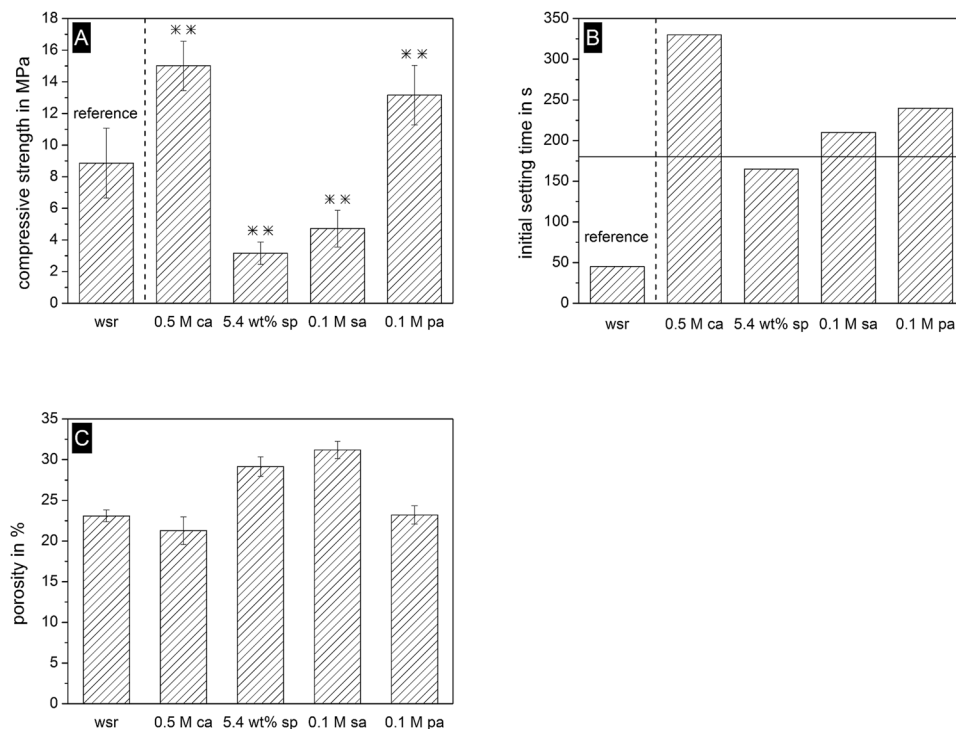 A
compressive strength in MPa
18
16
14
12
10
8
6
4
2
0
reference
** ** ** **
wsr 0.5 M ca 5.4 wt% sp 0.1 M sa 0.1 M pa
B
initial setting time in s
350
300
250
200
150
100
50
0
reference
wsr 0.5 M ca 5.4 wt% sp 0.1 M sa 0.1 M pa
C
porosity in %
35
30
25
20
15
10
5
0
wsr 0.5 M ca 5.4 wt% sp 0.1 M sa 0.1 M pa